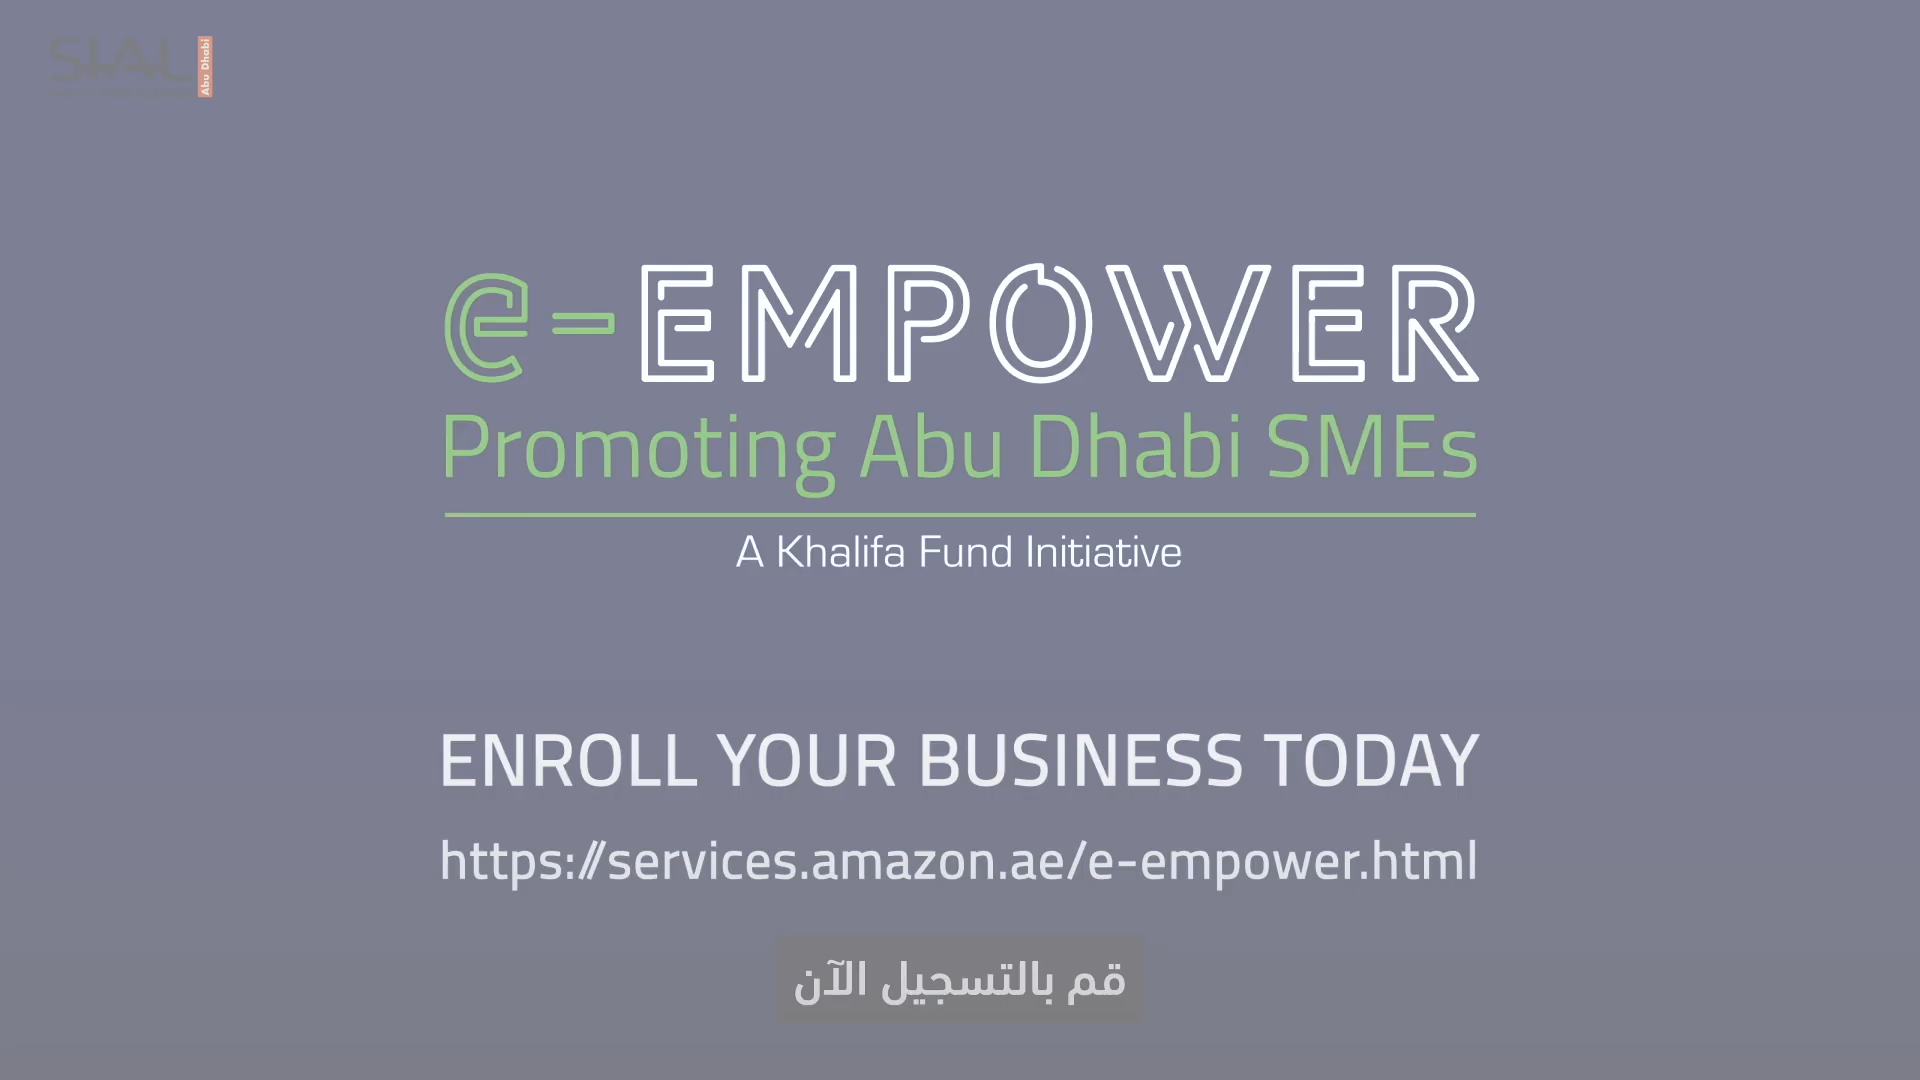 SIAL
Abu Dhabi
e-EMPOWER
Promoting Abu Dhabi SMEs
A Khalifa Fund Initiative
ENROLL YOUR BUSINESS TODAY
https://services.amazon.ae/e-empower.html
قم بالتسجيل الآن